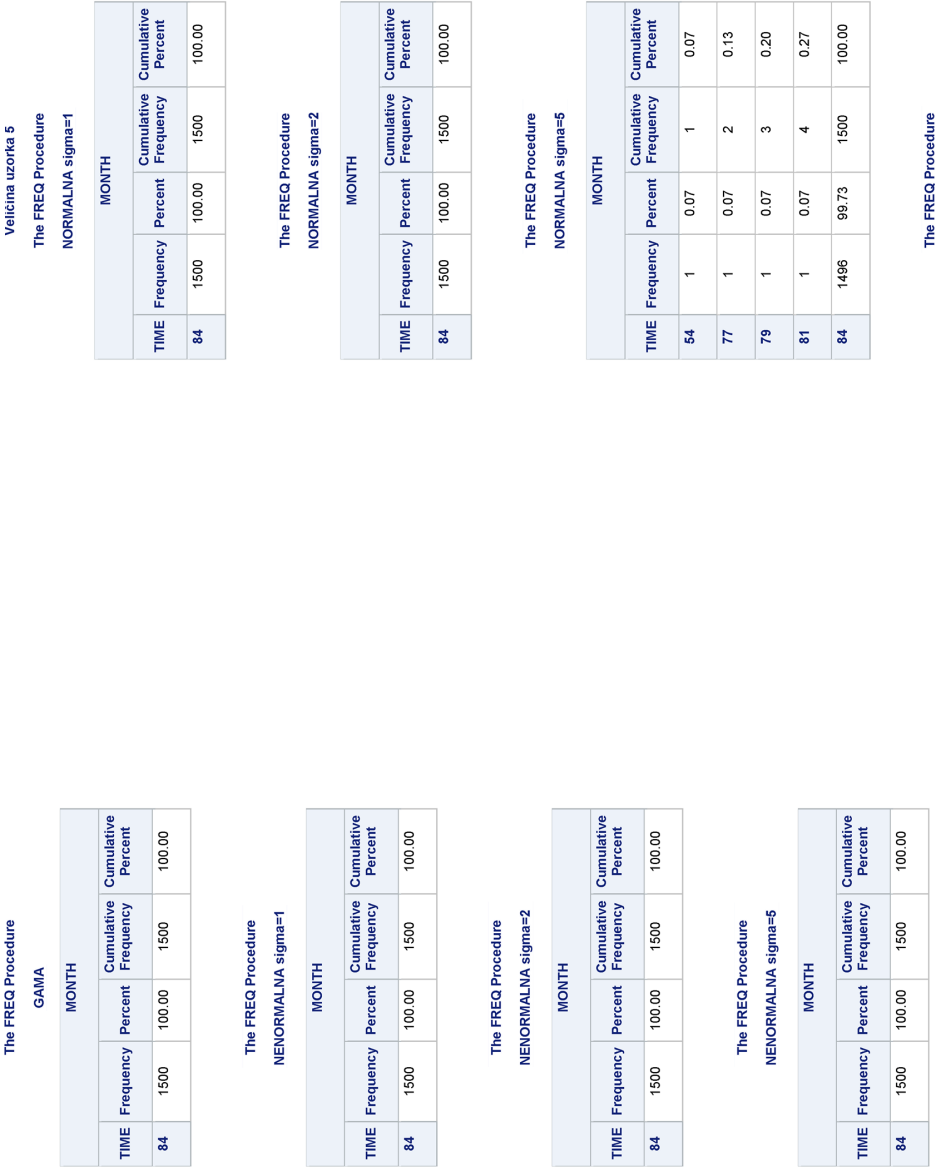 The FREQ Procedure
GAMA
MONTH
TIME Frequency Percent Cumulative Frequency Cumulative Percent
84 1500 100.00 1500 100.00
The FREQ Procedure
NENORMALNA sigma=1
MONTH
TIME Frequency Percent Cumulative Frequency Cumulative Percent
84 1500 100.00 1500 100.00
The FREQ Procedure
NENORMALNA sigma=2
MONTH
TIME Frequency Percent Cumulative Frequency Cumulative Percent
84 1500 100.00 1500 100.00
The FREQ Procedure
NENORMALNA sigma=5
MONTH
TIME Frequency Percent Cumulative Frequency Cumulative Percent
84 1500 100.00 1500 100.00
Veličina uzorka 5
The FREQ Procedure
NORMALNA sigma=1
MONTH
TIME Frequency Percent Cumulative Frequency Cumulative Percent
84 1500 100.00 1500 100.00
The FREQ Procedure
NORMALNA sigma=2
MONTH
TIME Frequency Percent Cumulative Frequency Cumulative Percent
84 1500 100.00 1500 100.00
The FREQ Procedure
NORMALNA sigma=5
MONTH
TIME Frequency Percent Cumulative Frequency Cumulative Percent
54 1 0.07 1 0.07
77 1 0.07 2 0.13
79 1 0.07 3 0.20
81 1 0.07 4 0.27
84 1496 99.73 1500 100.00
The FREQ Procedure